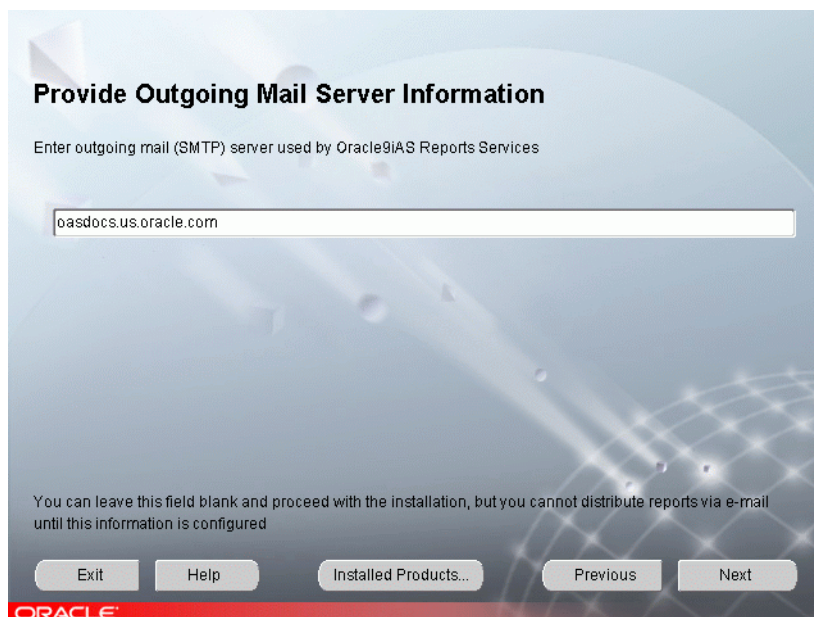 Provide Outgoing Mail Server Information
Enter outgoing mail (SMTP) server used by Oracle9iAS Reports Services
oasdocs.us.oracle.com
You can leave this field blank and proceed with the installation, but you cannot distribute reports via e-mail
until this information is configured
Exit Help Installed Products... Previous Next
ORACLE